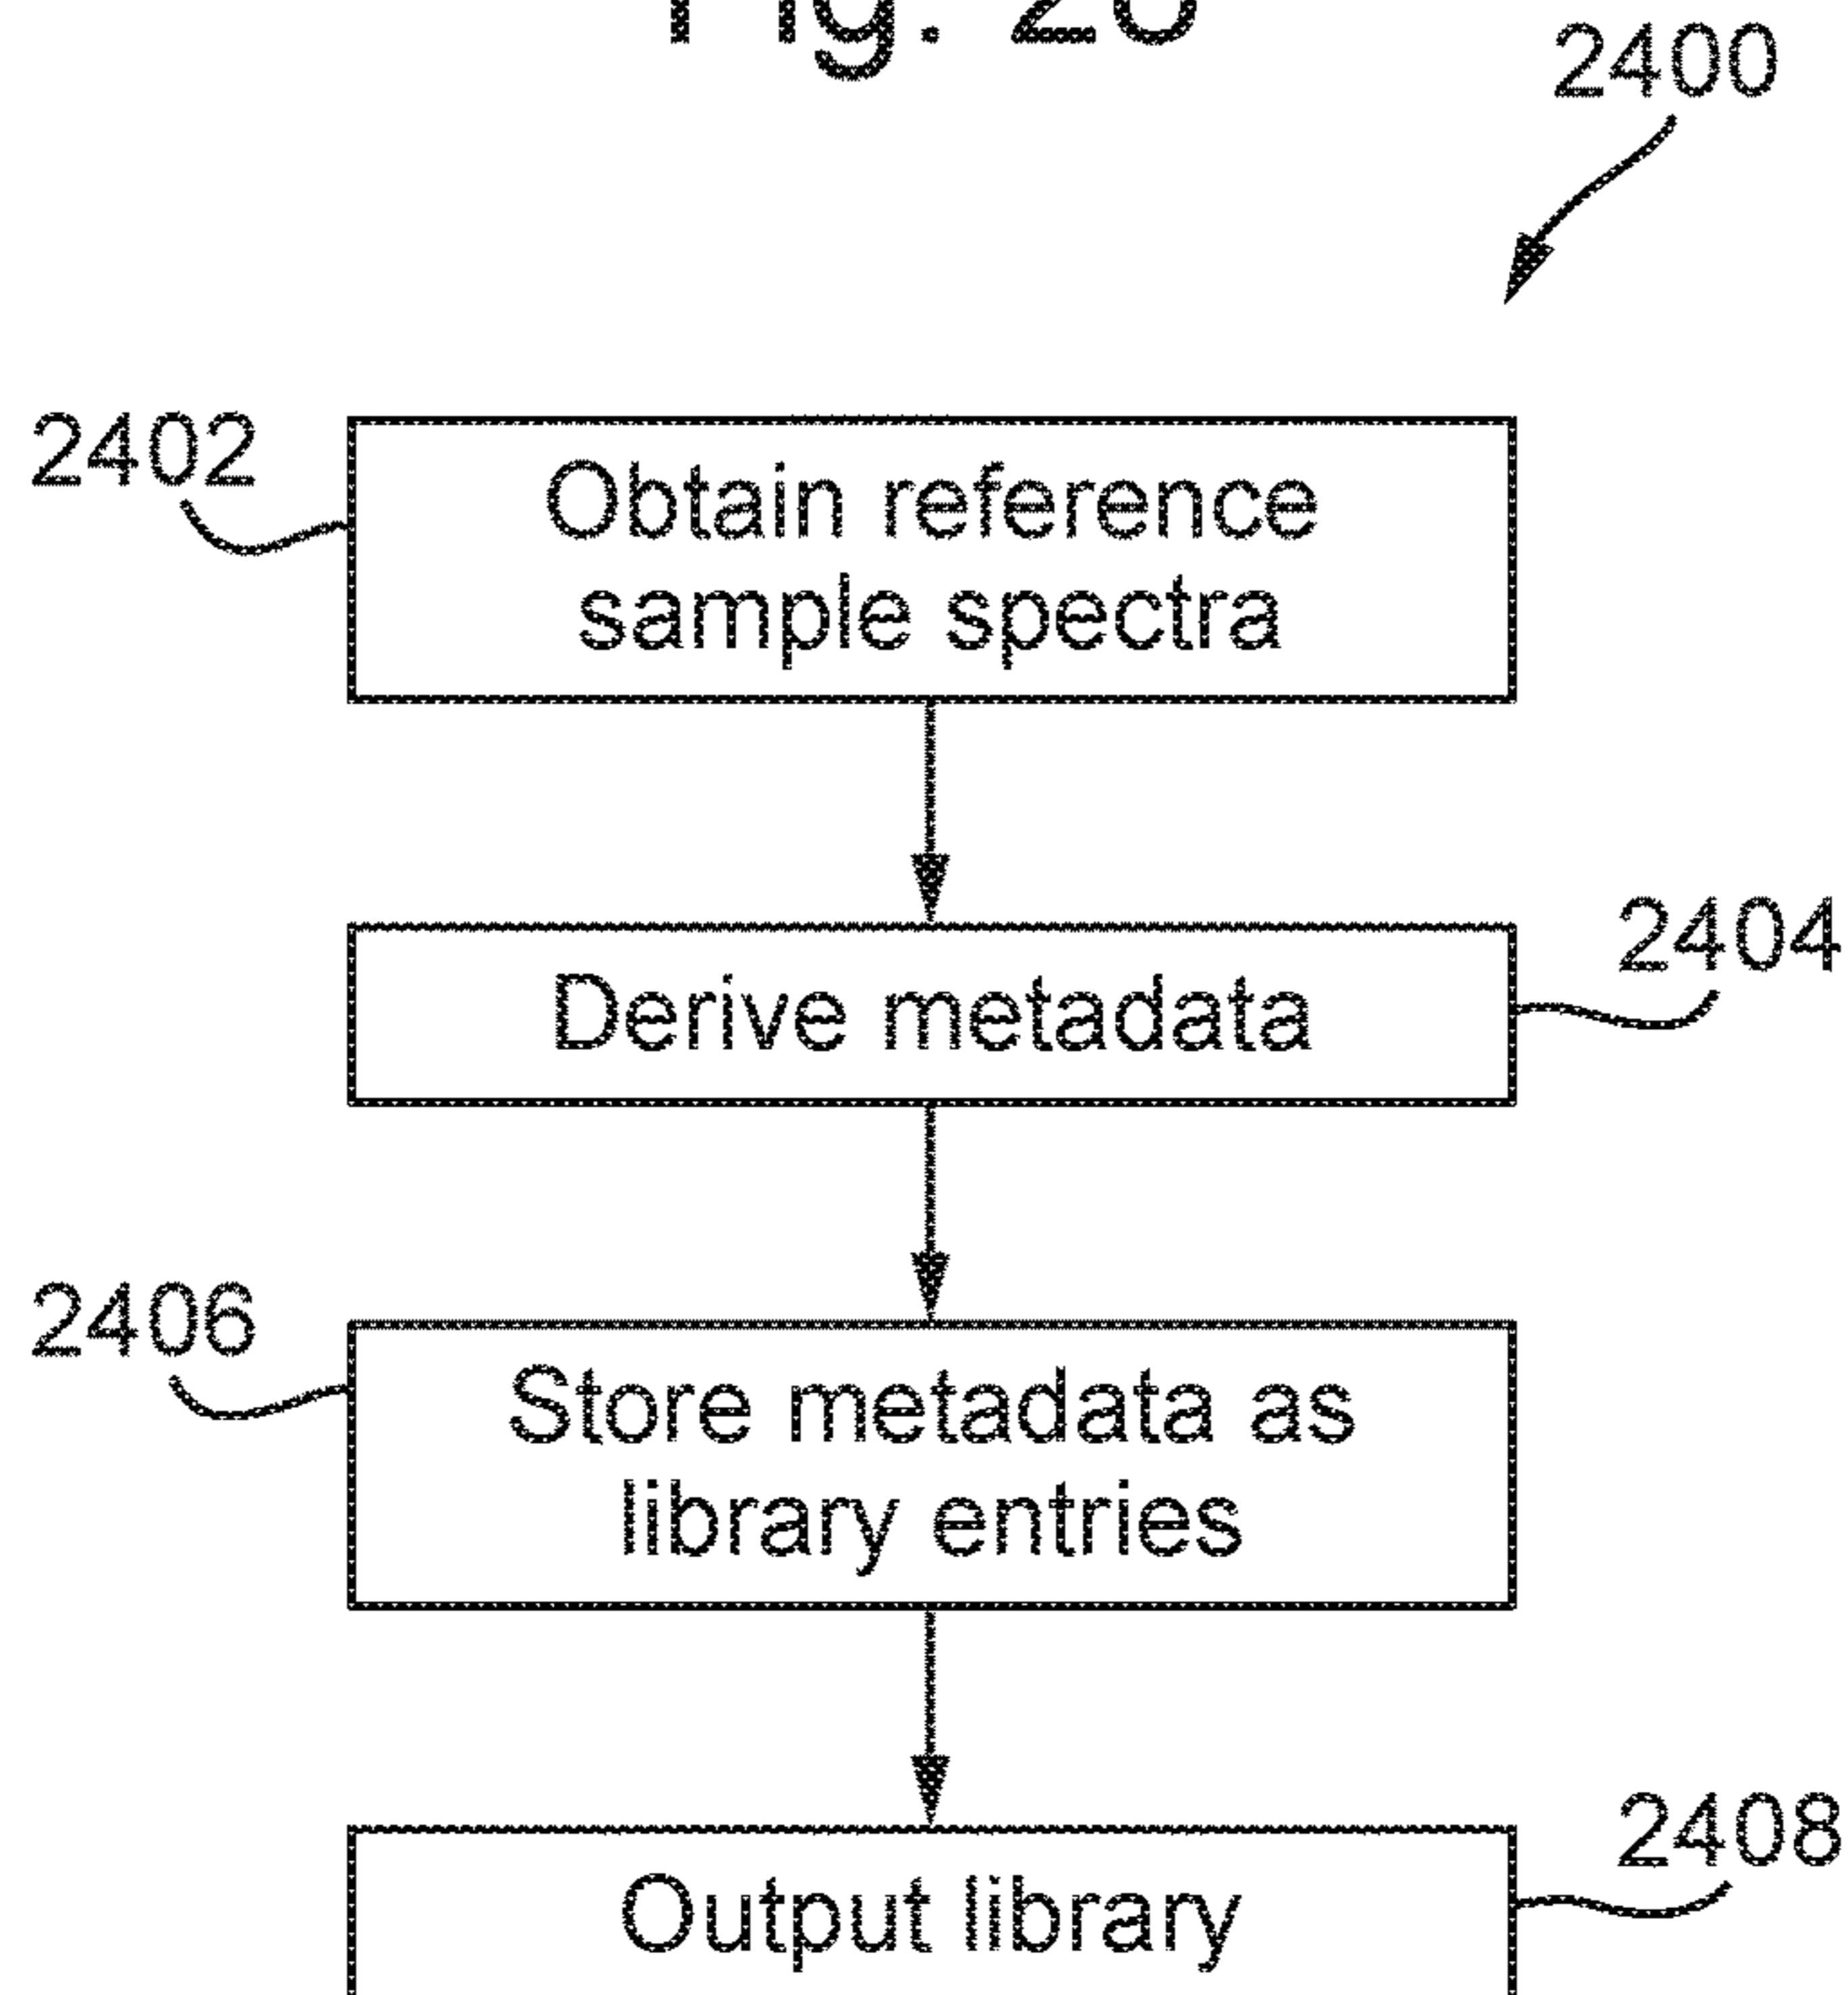 2400
2402
Obtain reference
sample spectra
2404
Derive metadata
2406
Store metadata as
library entries
2408
Output library